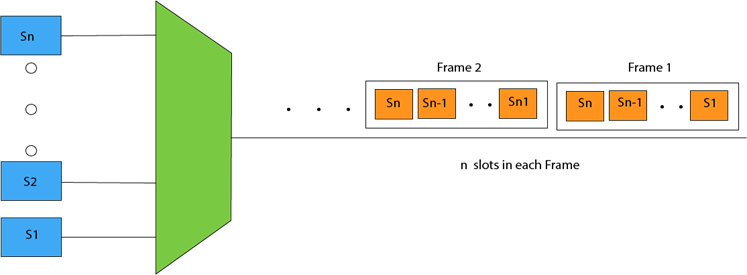 Sn
S2
S1
Frame 2
Sn Sn-1 Sn1
Frame 1
Sn Sn-1 S1
n slots in each Frame